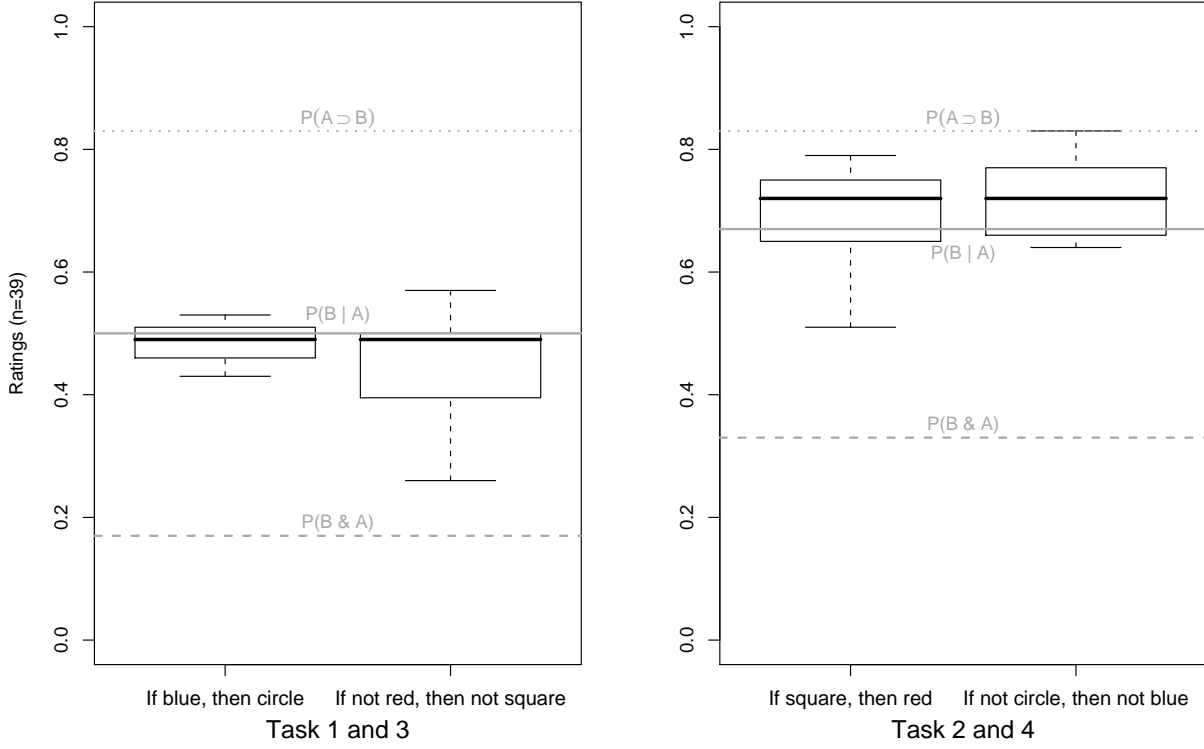 Ratings (n=39)
1.0
0.8
0.6
0.4
0.2
0.0
P(A ⊃ B)
P(B | A)
P(B & A)
If blue, then circle
If not red, then not square
Task 1 and 3
1.0
0.8
0.6
0.4
0.2
0.0
P(A ⊃ B)
P(B | A)
P(B & A)
If square, then red
If not circle, then not blue
Task 2 and 4